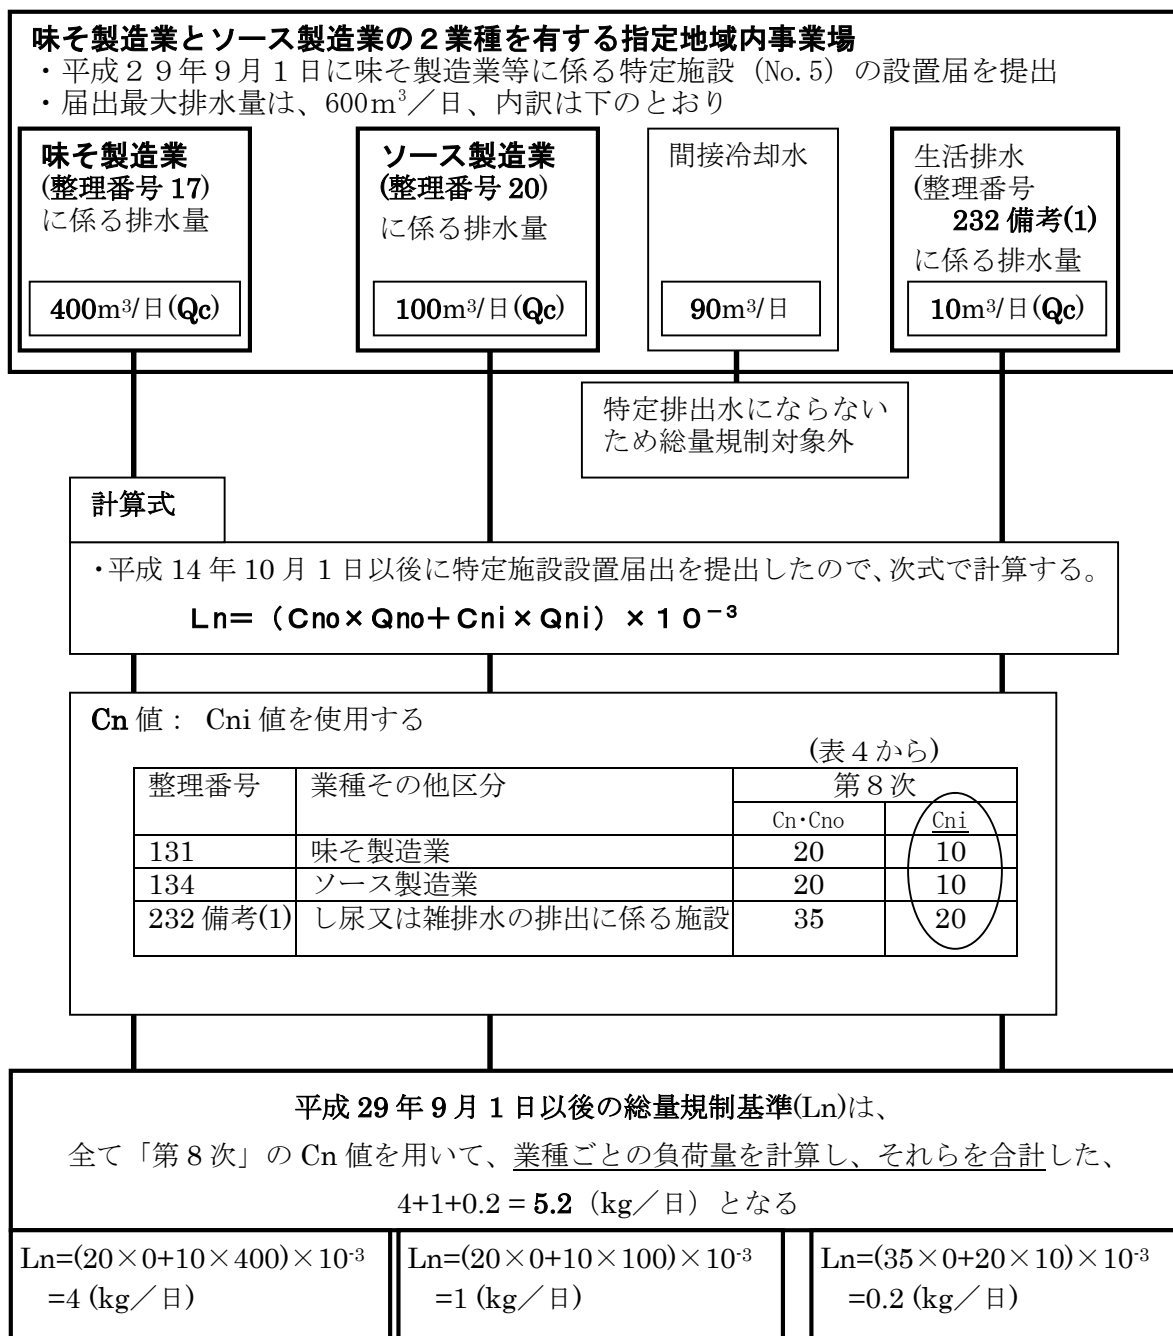 味そ製造業とソース製造業の２業種を有する指定地域内事業場
・平成２９年９月１日に味そ製造業等に係る特定施設（No.5）の設置届を提出
・届出最大排水量は、600ｍ³／日、内訳は下のとおり
味そ製造業
(整理番号 17)
に係る排水量
400m³/日(Qc)
ソース製造業
(整理番号 20)
に係る排水量
100m³/日(Qc)
間接冷却水
90m³/日
生活排水
(整理番号
232 備考(1)
に係る排水量
10m³/日(Qc)
特定排出水にならない
ため総量規制対象外
計算式
・平成 14 年 10 月 1 日以後に特定施設設置届出を提出したので、次式で計算する。
Ｌn＝（Ｃno×Ｑno＋Ｃni×Ｑni）×１０⁻³
Cn 値： Cni 値を使用する
(表４から)
整理番号 業種その他区分 第８次
Cn・Cno Cni
131 味そ製造業 20 10
134 ソース製造業 20 10
232 備考(1) し尿又は雑排水の排出に係る施設 35 20
平成 29 年 9 月 1 日以後の総量規制基準(Ln)は、
全て「第８次」の Cn 値を用いて、業種ごとの負荷量を計算し、それらを合計した、
4+1+0.2 = 5.2（kg／日）となる
Ln=(20×0+10×400)×10⁻³
=4 (kg／日)
Ln=(20×0+10×100)×10⁻³
=1 (kg／日)
Ln=(35×0+20×10)×10⁻³
=0.2 (kg／日)